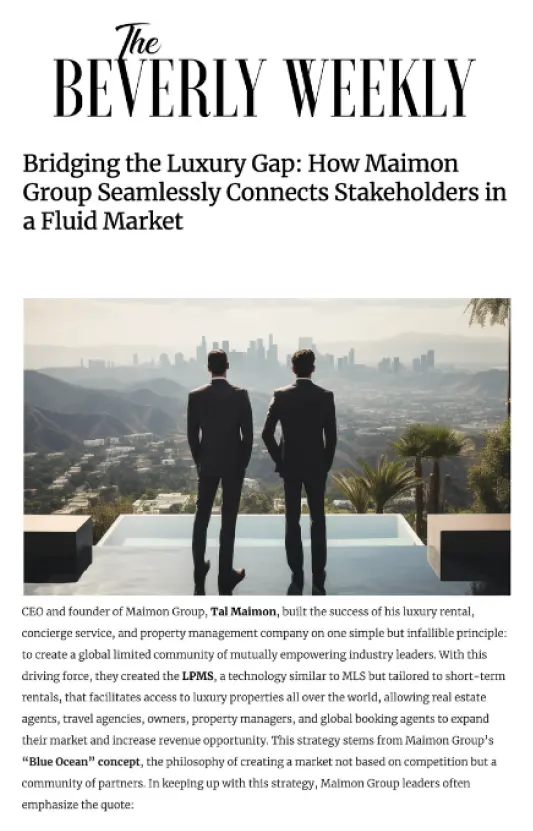 The
BEVERLY WEEKLY
Bridging the Luxury Gap: How Maimon
Group Seamlessly Connects Stakeholders in
a Fluid Market
CEO and founder of Maimon Group, Tal Maimon, built the success of his luxury rental,
concierge service, and property management company on one simple but infallible principle:
to create a global limited community of mutually empowering industry leaders. With this
driving force, they created the LPMS, a technology similar to MLS but tailored to short-term
rentals, that facilitates access to luxury properties all over the world, allowing real estate
agents, travel agencies, owners, property managers, and global booking agents to expand
their market and increase revenue opportunity. This strategy stems from Maimon Group's
“Blue Ocean” concept, the philosophy of creating a market not based on competition but a
community of partners. In keeping up with this strategy, Maimon Group leaders often
emphasize the quote: